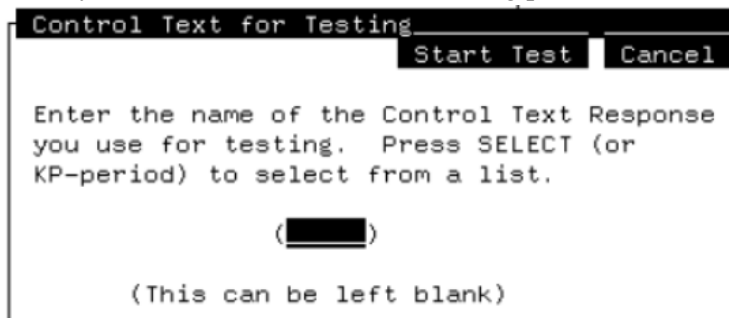 Control Text for Testing
Start Test Cancel
Enter the name of the Control Text Response
you use for testing. Press SELECT (or
KP-period) to select from a list.
(_____)
(This can be left blank)